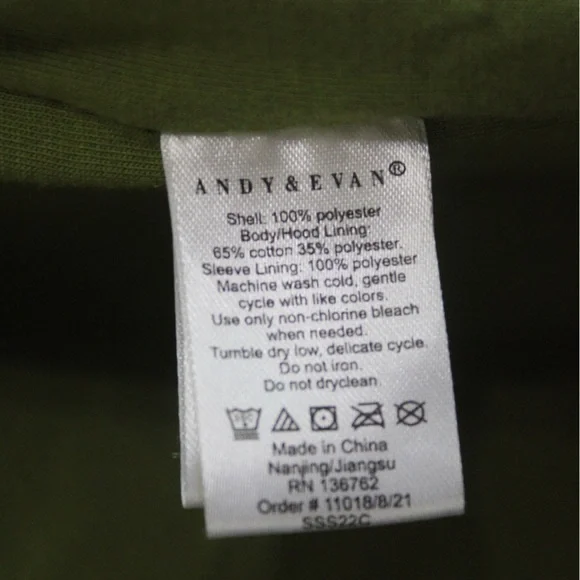 ANDY & EVAN®
Shell: 100% polyester
Body/Hood Lining:
65% cotton 35% polyester.
Sleeve Lining: 100% polyester
Machine wash cold, gentle
cycle with like colors.
Use only non-chlorine bleach
when needed.
Tumble dry low, delicate cycle.
Do not iron.
Do not dryclean
Made in China
Nanjing/Jiangsu
RN 136762
Order # 11018/8/21
SSS22C